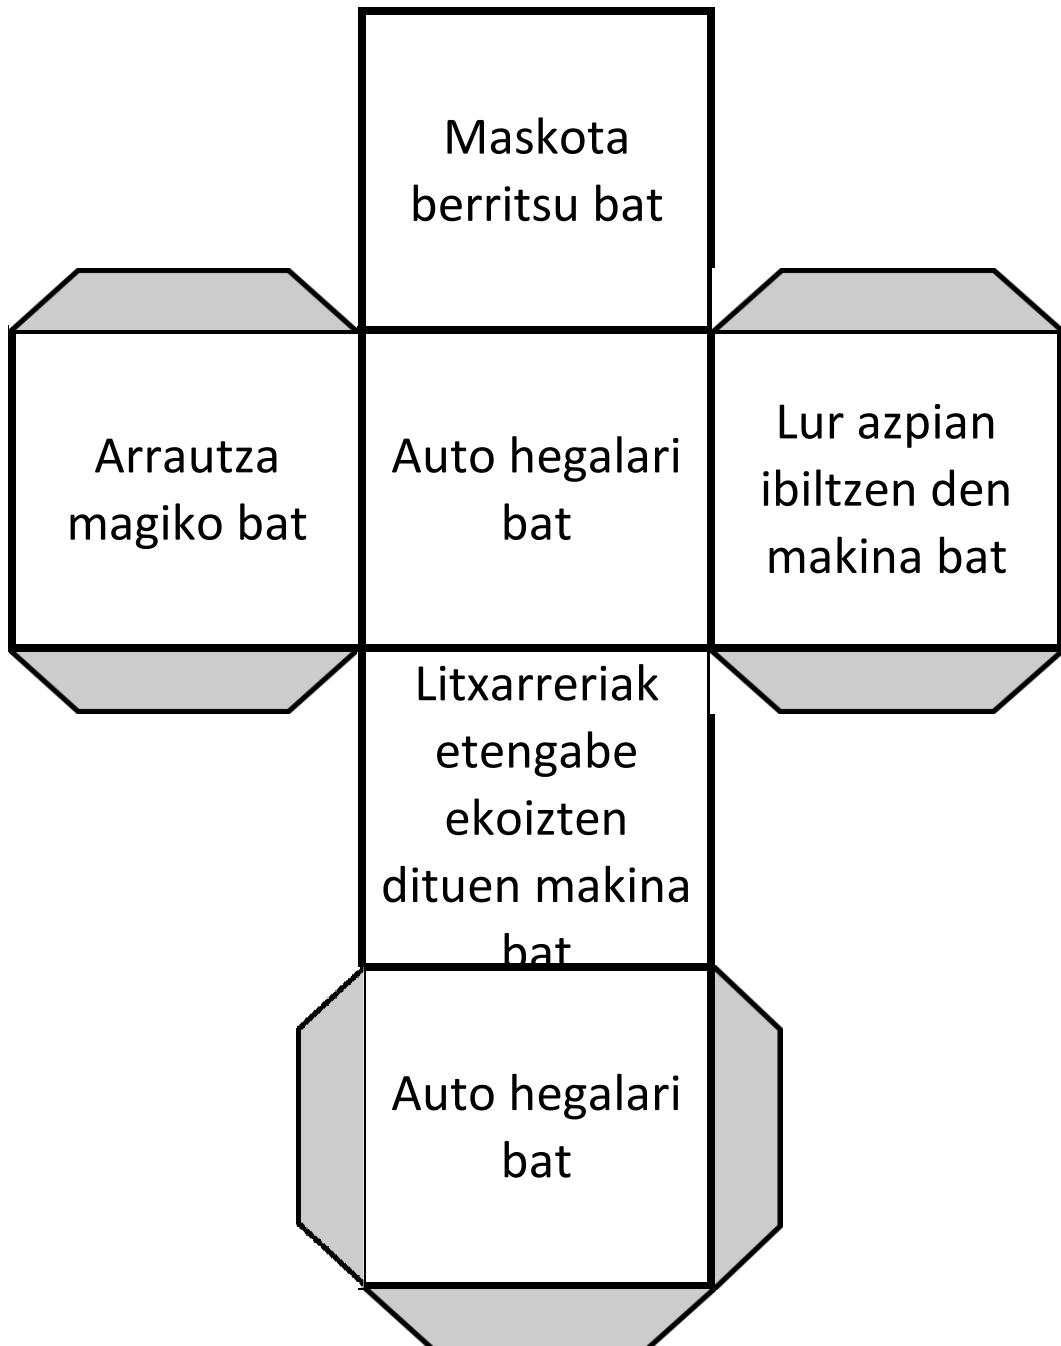 Maskota
berritsu bat
Arrautza
magiko bat
Auto hegalari
bat
Lur azpian
ibiltzen den
makina bat
Litxarreriak
etengabe
ekoizten
dituen makina
bat
Auto hegalari
bat